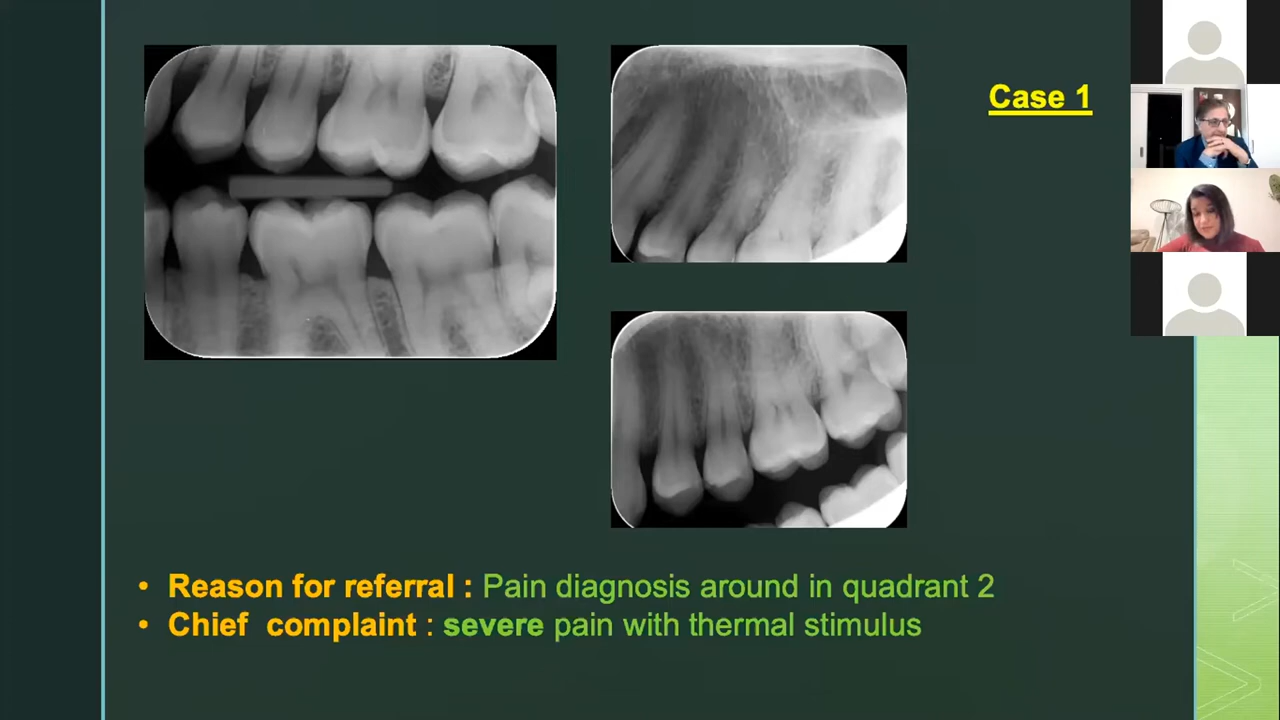 Case 1
• Reason for referral : Pain diagnosis around in quadrant 2
• Chief complaint : severe pain with thermal stimulus